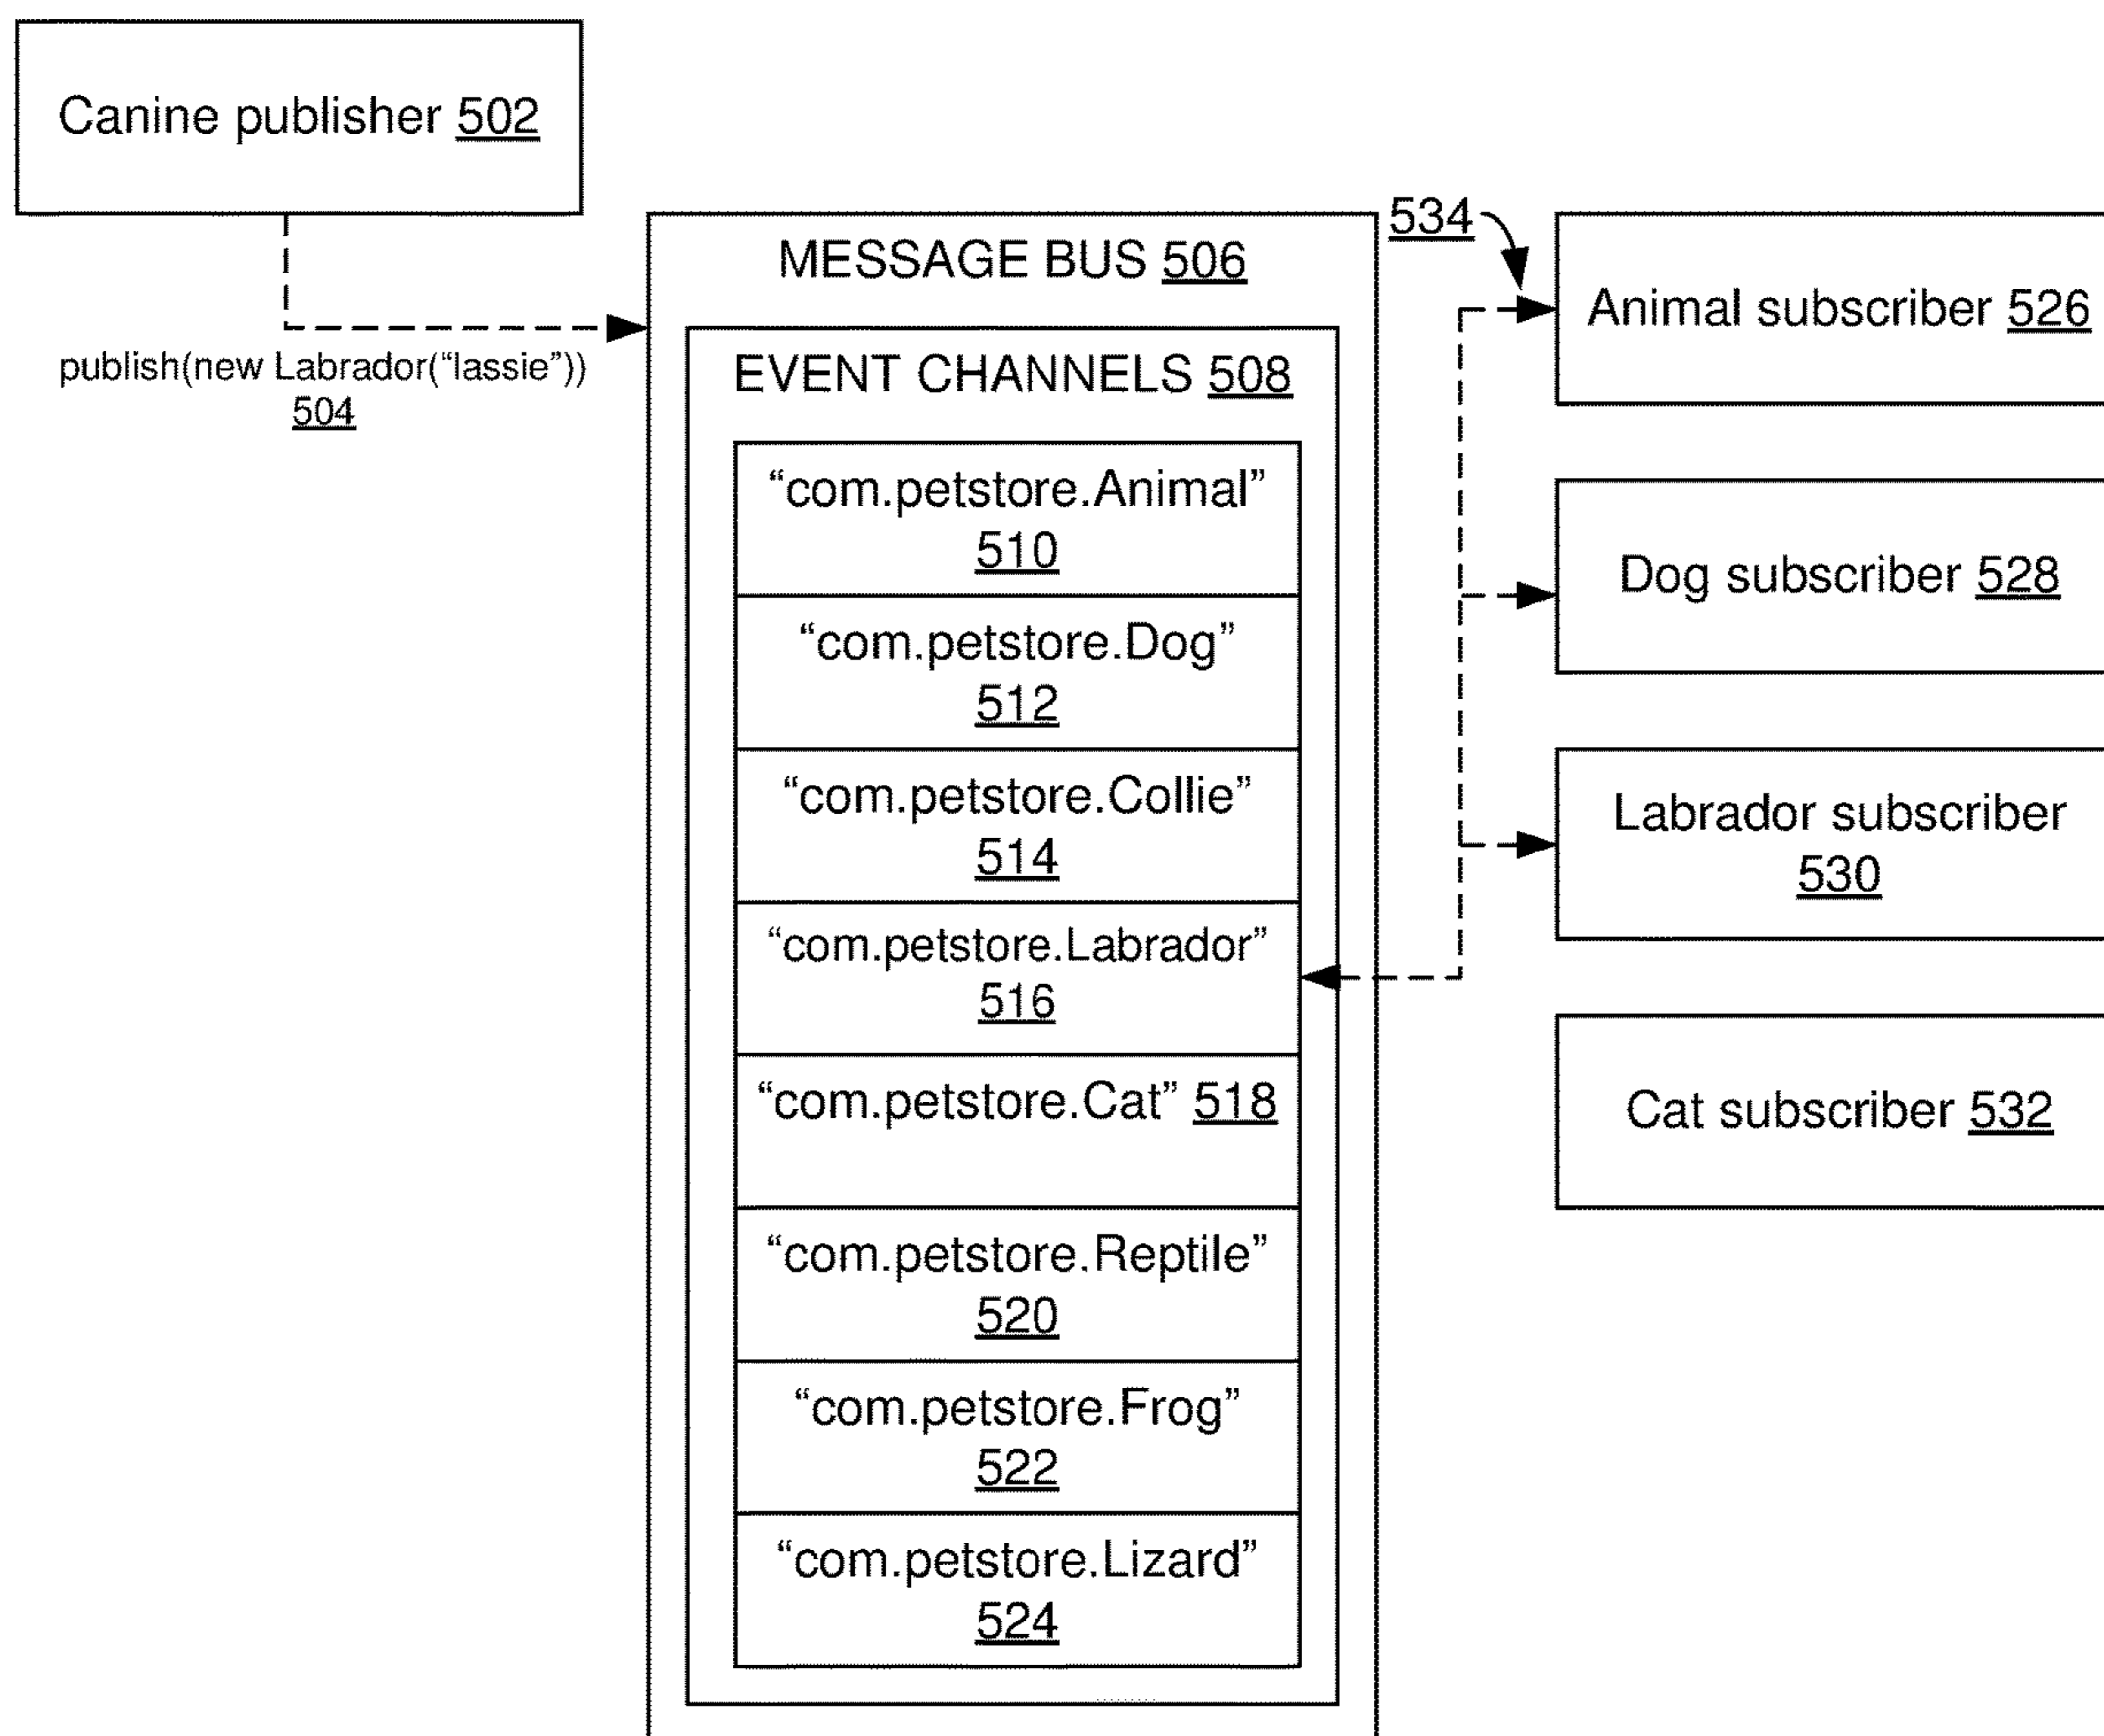 Canine publisher 502
publish(new Labrador(“lassie”))
504
MESSAGE BUS 506
EVENT CHANNELS 508
“com.petstore.Animal”
510
“com.petstore.Dog”
512
“com.petstore.Collie”
514
“com.petstore.Labrador”
516
“com.petstore.Cat” 518
“com.petstore.Reptile”
520
“com.petstore.Frog”
522
“com.petstore.Lizard”
524
534
Animal subscriber 526
Dog subscriber 528
Labrador subscriber
530
Cat subscriber 532